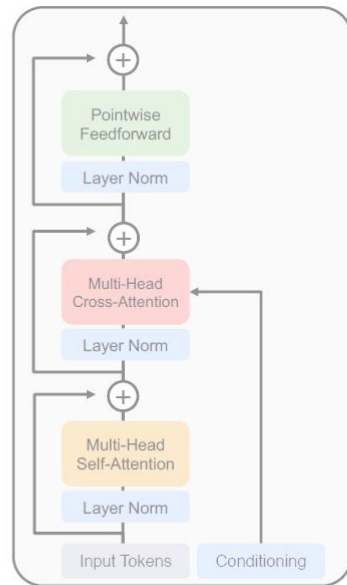 Pointwise
Feedforward
Layer Norm
Multi-Head
Cross-Attention
Layer Norm
Multi-Head
Self-Attention
Layer Norm
Input Tokens
Conditioning